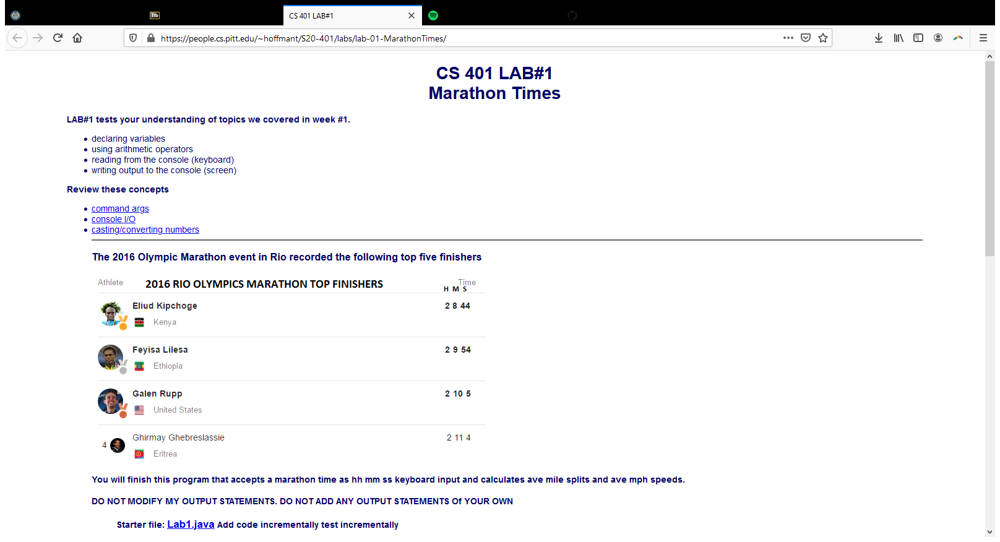 Bb
CS 401 LAB#1
https://people.cs.pitt.edu/~hoffmant/S20-401/labs/lab-01-MarathonTimes/
CS 401 LAB#1
Marathon Times
LAB#1 tests your understanding of topics we covered in week #1.
declaring variables
using arithmetic operators
reading from the console (keyboard)
writing output to the console (screen)
Review these concepts
command args
console I/O
casting/converting numbers
The 2016 Olympic Marathon event in Rio recorded the following top five finishers
Athlete 2016 RIO OLYMPICS MARATHON TOP FINISHERS Time
H M S
Eliud Kipchoge 2 8 44
Kenya
Feyisa Lilesa 2 9 54
Ethiopia
Galen Rupp 2 10 5
United States
4 Ghirmay Ghebreslassie 2 11 4
Eritrea
You will finish this program that accepts a marathon time as hh mm ss keyboard input and calculates ave mile splits and ave mph speeds.
DO NOT MODIFY MY OUTPUT STATEMENTS. DO NOT ADD ANY OUTPUT STATEMENTS Of YOUR OWN
Starter file: Lab1.java Add code incrementally test incrementally